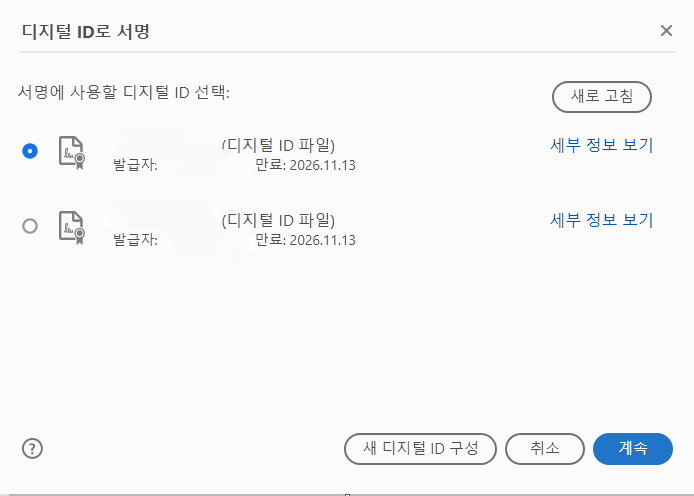 디지털 ID로 서명
서명에 사용할 디지털 ID 선택:
새로 고침
(디지털 ID 파일)
세부 정보 보기
발급자: 만료: 2026.11.13
(디지털 ID 파일)
세부 정보 보기
발급자: 만료: 2026.11.13
새 디지털 ID 구성
취소
계속